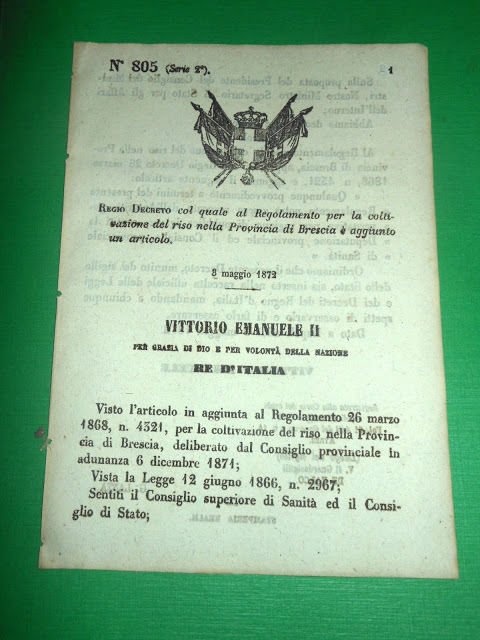 Nº 805 (Serie 2ª). 1
REGIO DECRETO col quale al Regolamento per la colti-
vazione del riso nella Provincia di Brescia è aggiunto
un articolo.
8 maggio 1872
VITTORIO EMANUELE II
PER GRAZIA DI DIO E PER VOLONTÀ DELLA NAZIONE
RE D'ITALIA
Visto l'articolo in aggiunta al Regolamento 26 marzo
1868, n. 4321, per la coltivazione del riso nella Provin-
cia di Brescia, deliberato dal Consiglio provinciale in
adunanza 6 dicembre 1871;
Vista la Legge 12 giugno 1866, n. 2967;
Sentiti il Consiglio superiore di Sanità ed il Consi-
glio di Stato;